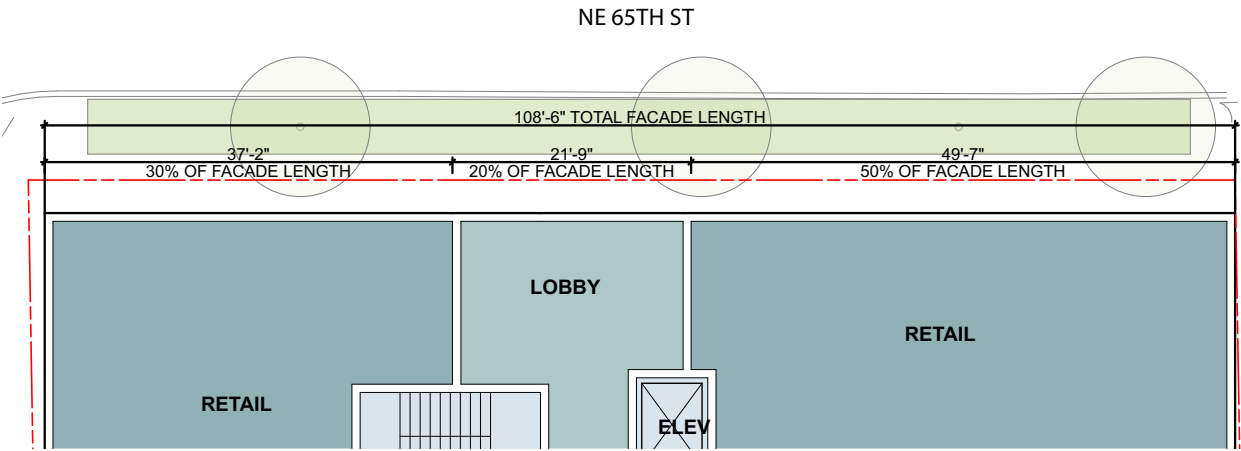 NE 65TH ST
108'-6" TOTAL FACADE LENGTH
37'-2"
30% OF FACADE LENGTH
21'-9"
20% OF FACADE LENGTH
49'-7"
50% OF FACADE LENGTH
LOBBY
RETAIL
RETAIL
ELEV